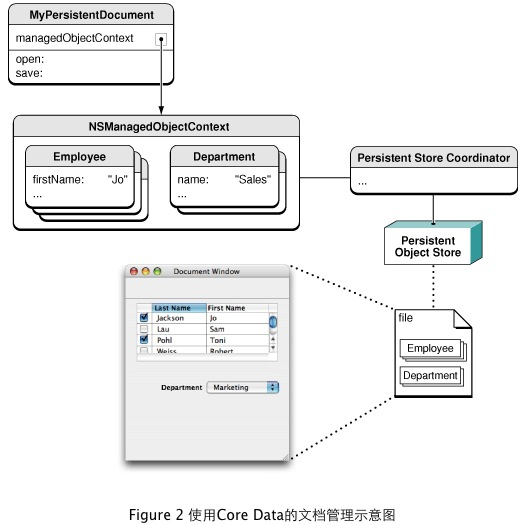 MyPersistentDocument
managedObjectContext
open:
save:
NSManagedObjectContext
Employee
firstName: "Jo"
...
Department
name: "Sales"
...
Persistent Store Coordinator
...
Persistent
Object Store
file
Employee
Department
Document Window
Last Name First Name
Jackson Jo
Lau Sam
Pohl Toni
Weiss Robert
Department Marketing
Figure 2 使用Core Data的文档管理示意图